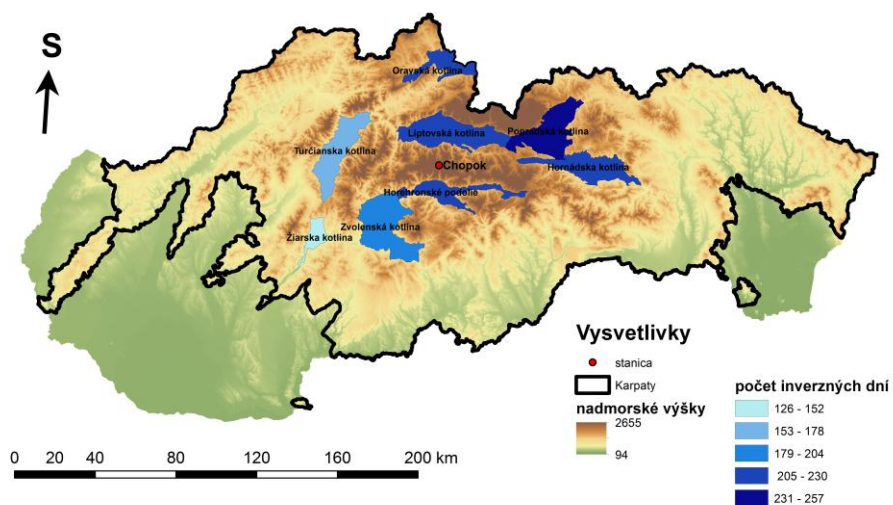 S
Oravská kotlina
Liptovská kotlina
Popradská kotlina
Turčianska kotlina
Chopok
Hornádska kotlina
Horehronské podolie
Zvolenská kotlina
Žiarska kotlina
Vysvetlivky
stanica
Karpaty
nadmorské výšky
2655
94
počet inverzných dní
126 - 152
153 - 178
179 - 204
205 - 230
231 - 257
0 20 40 80 120 160 200 km